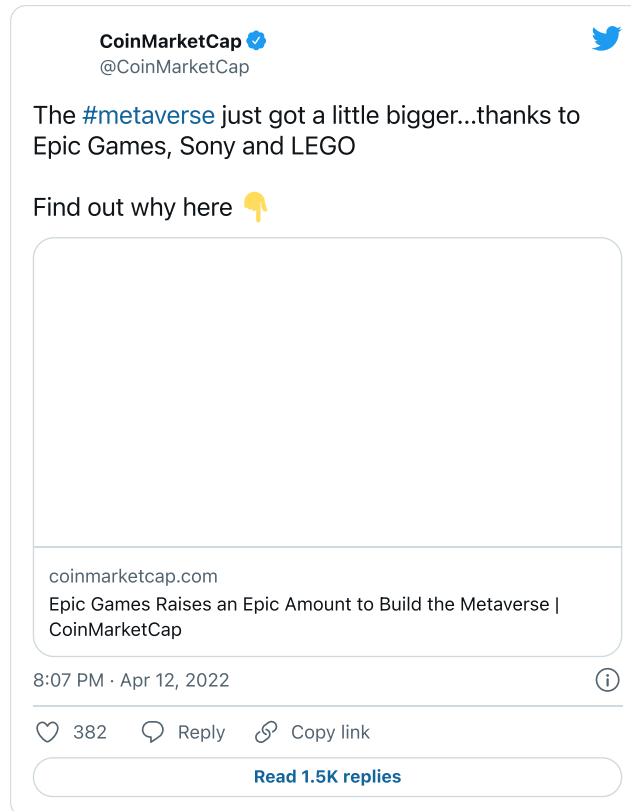 CoinMarketCap
@CoinMarketCap
The #metaverse just got a little bigger...thanks to
Epic Games, Sony and LEGO
Find out why here 👇
coinmarketcap.com
Epic Games Raises an Epic Amount to Build the Metaverse |
CoinMarketCap
8:07 PM · Apr 12, 2022
382 Reply Copy link
Read 1.5K replies